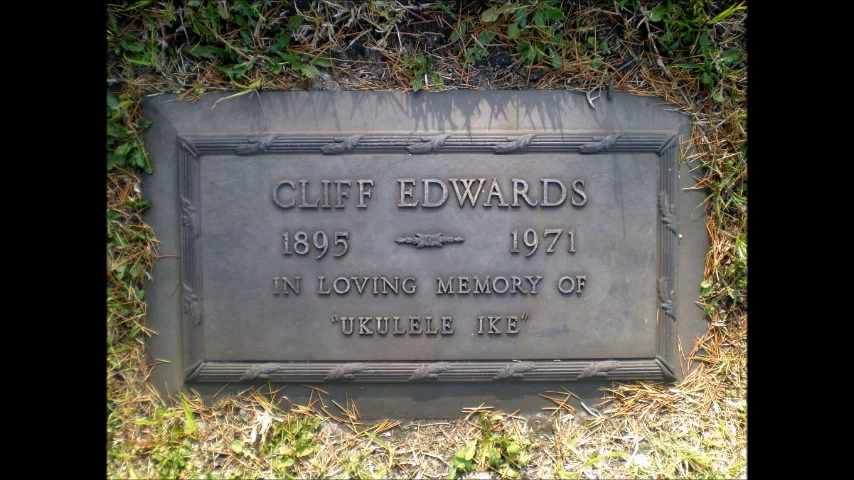 CLIFF EDWARDS
1895 1971
IN LOVING MEMORY OF
"UKULELE IKE"